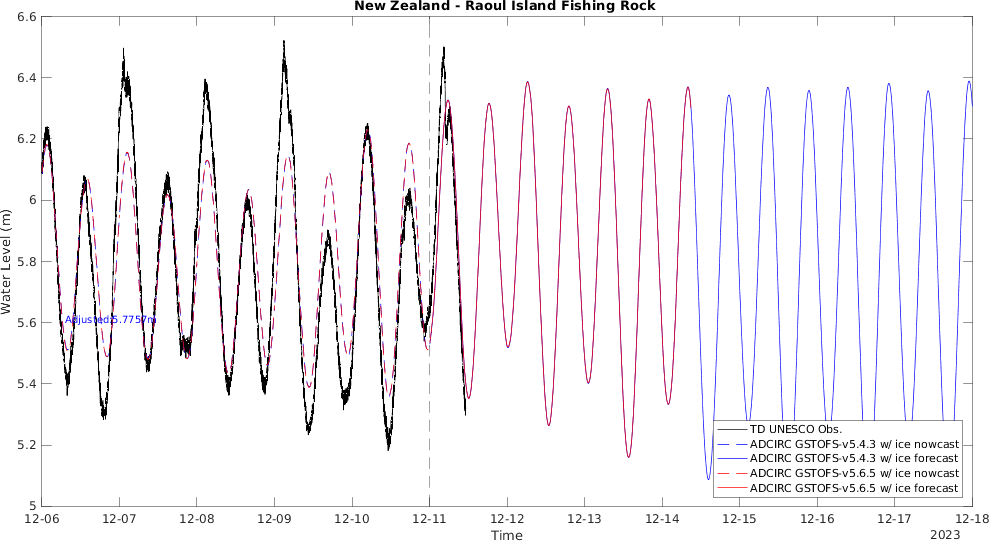 New Zealand - Raoul Island Fishing Rock
6.6
6.4
6.2
6
5.8
5.6
5.4
5.2
5
Water Level (m)
Adjusted:5.7757m
TD UNESCO Obs.
ADCIRC GSTOFS-v5.4.3 w/ ice nowcast
ADCIRC GSTOFS-v5.4.3 w/ ice forecast
ADCIRC GSTOFS-v5.6.5 w/ ice nowcast
ADCIRC GSTOFS-v5.6.5 w/ ice forecast
12-06 12-07 12-08 12-09 12-10 12-11 12-12 12-13 12-14 12-15 12-16 12-17 12-18
Time
2023